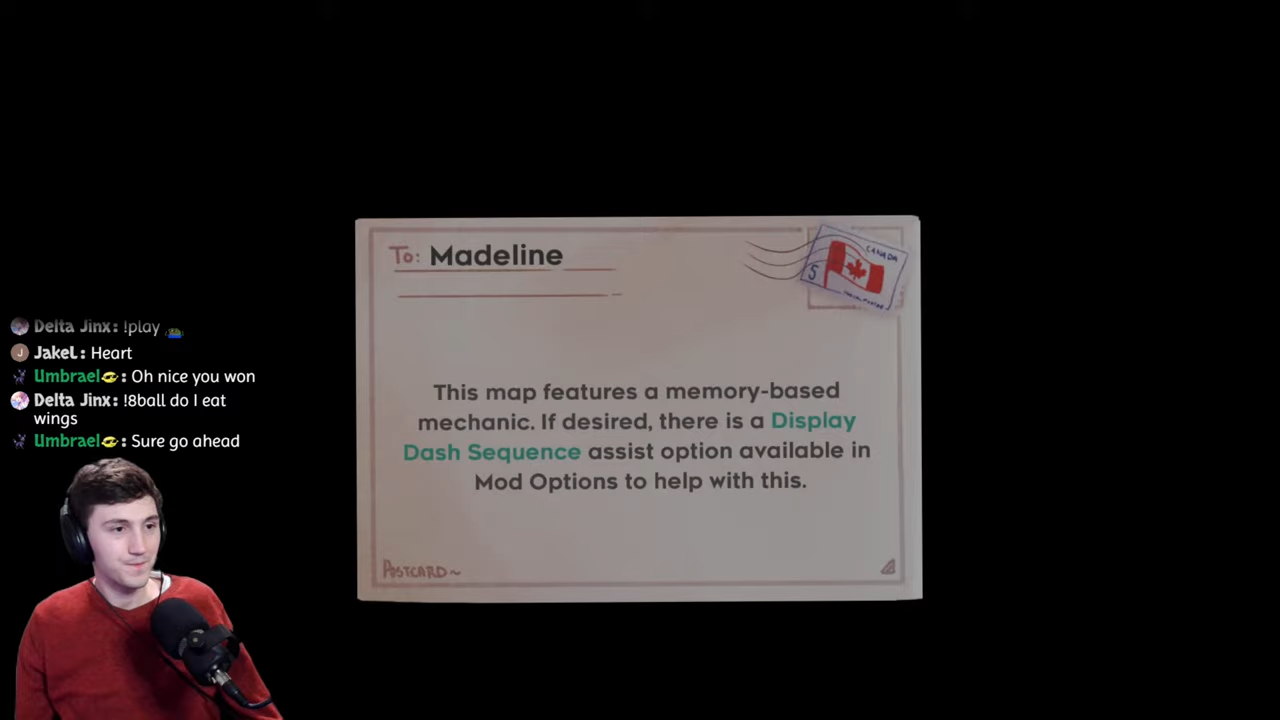 To: Madeline
CANADA
5
This map features a memory-based
mechanic. If desired, there is a Display
Dash Sequence assist option available in
Mod Options to help with this.
POSTCARD~
Delta Jinx: !play
JakeL: Heart
Umbrael: Oh nice you won
Delta Jinx: !8ball do I eat
wings
Umbrael: Sure go ahead